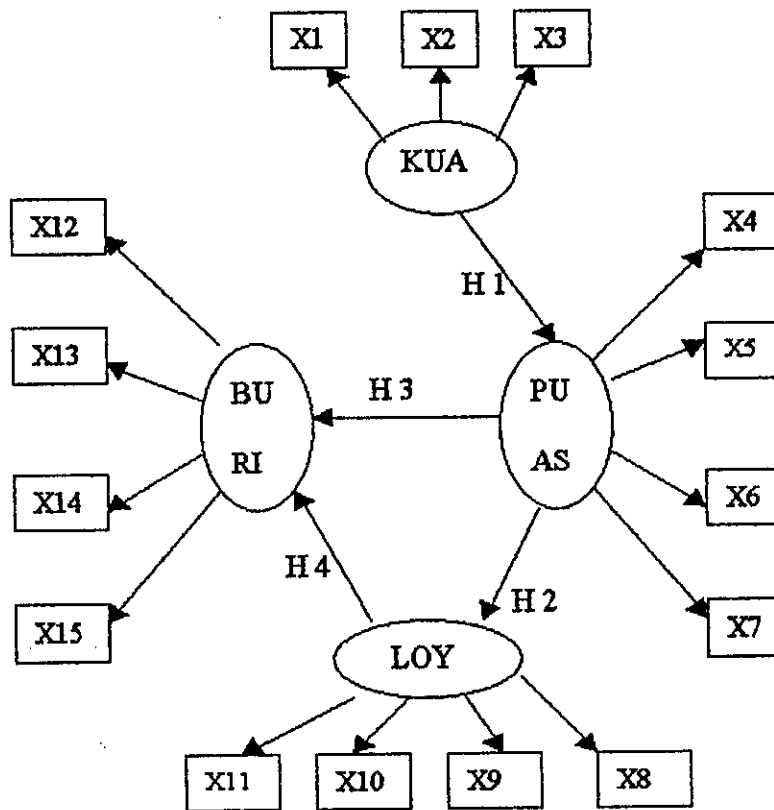 X1 X2 X3
KUA
X12 X4
H 1
X13 X5
BU H 3 PU
RI AS
X14 X6
H 4 H 2
X15 X7
LOY
X11 X10 X9 X8